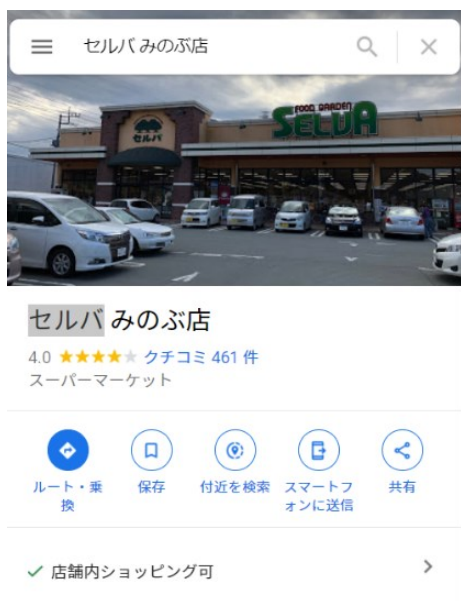 セルバ みのぶ店
FOOD GARDEN
SELVA
セルバ
セルバ みのぶ店
4.0 ★★★★★ クチコミ 461 件
スーパーマーケット
ルート・乗
換
保存
付近を検索
スマートフ
ォンに送信
共有
✓ 店舗内ショッピング可